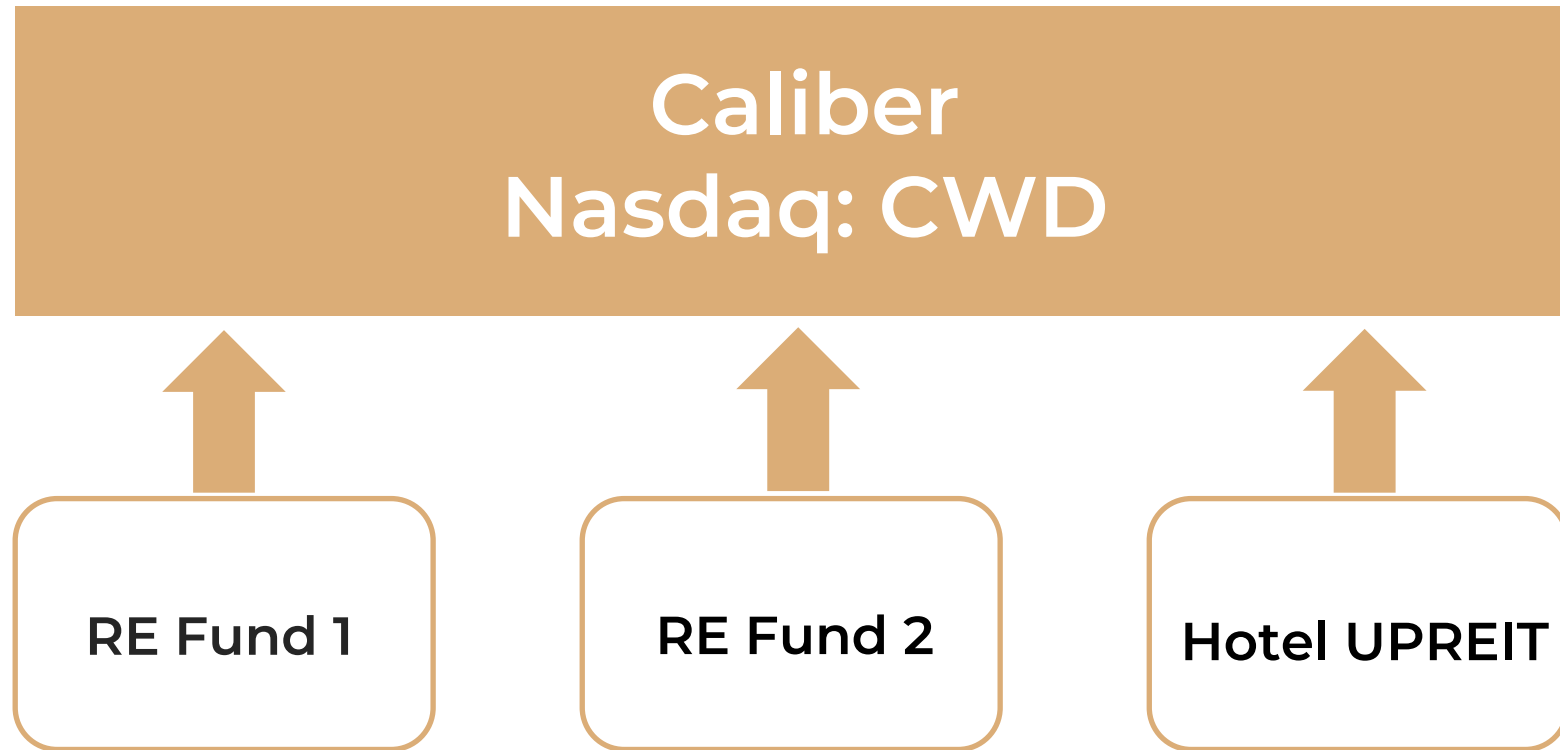 Caliber
Nasdaq: CWD
RE Fund 1
RE Fund 2
Hotel UPREIT